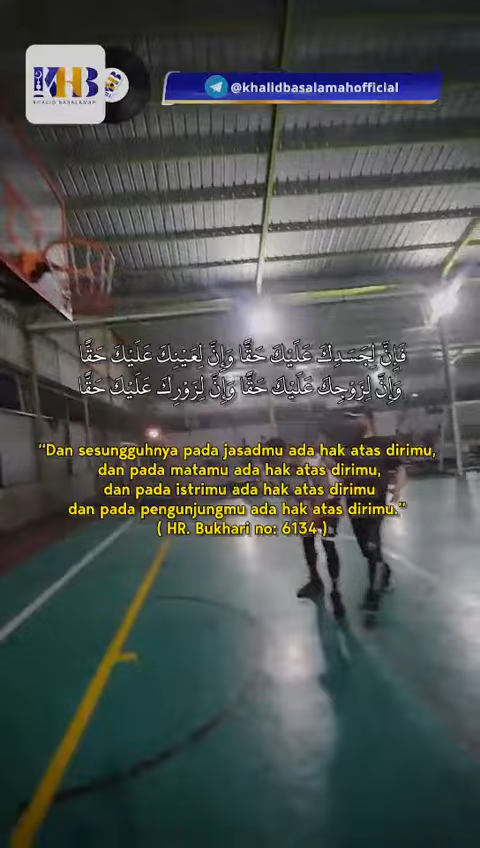 KHB
KHALID BASALAMAH
@khalidbasalamahofficial
فَإِنَّ لِجَسَدِكَ عَلَيْكَ حَقًّا وَإِنَّ لِعَيْنِكَ عَلَيْكَ حَقًّا
وَإِنَّ لِزَوْجِكَ عَلَيْكَ حَقًّا وَإِنَّ لِزَوْرِكَ عَلَيْكَ حَقًّا
“Dan sesungguhnya pada jasadmu ada hak atas dirimu,
dan pada matamu ada hak atas dirimu,
dan pada istrimu ada hak atas dirimu
dan pada pengunjungmu ada hak atas dirimu.”
( HR. Bukhari no: 6134 )